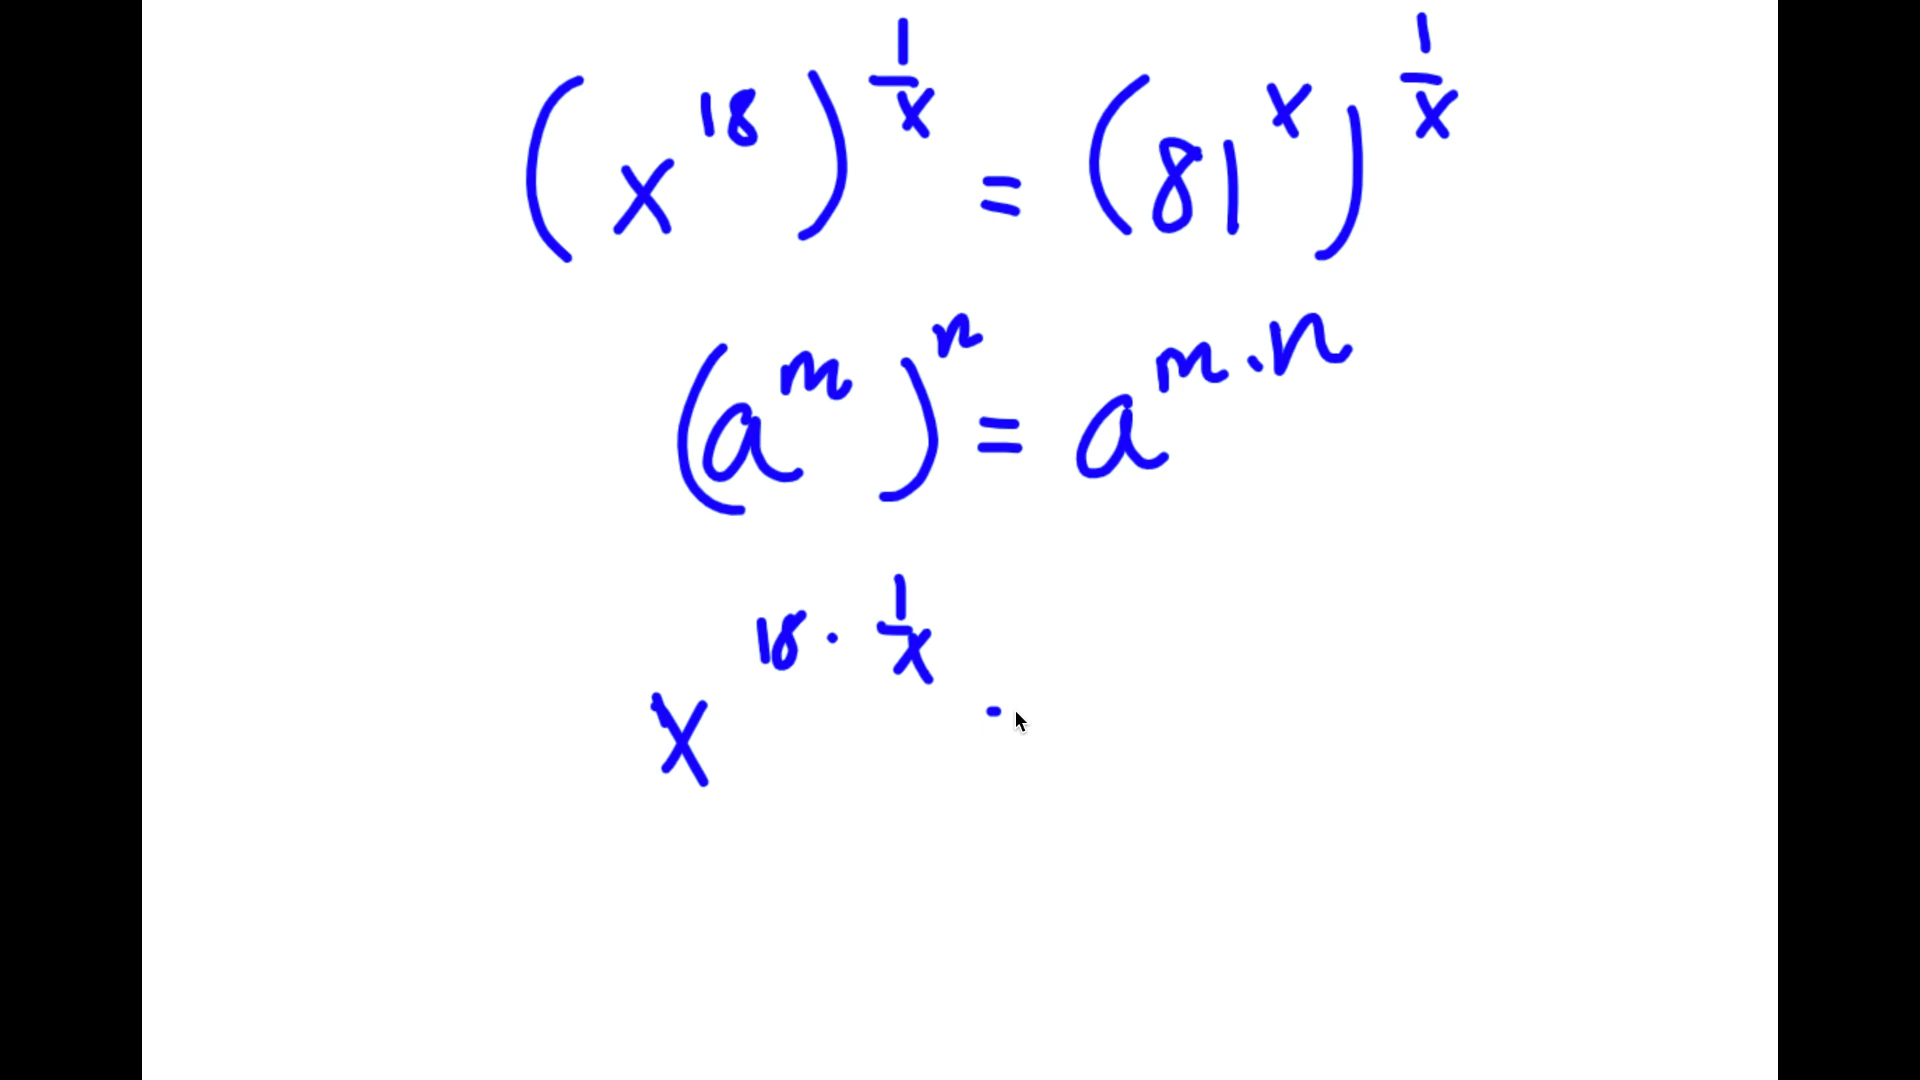 (x^18)^(1/x) = (81^x)^(1/x)
(a^m)^n = a^(m·n)
x^(18·1/x) -